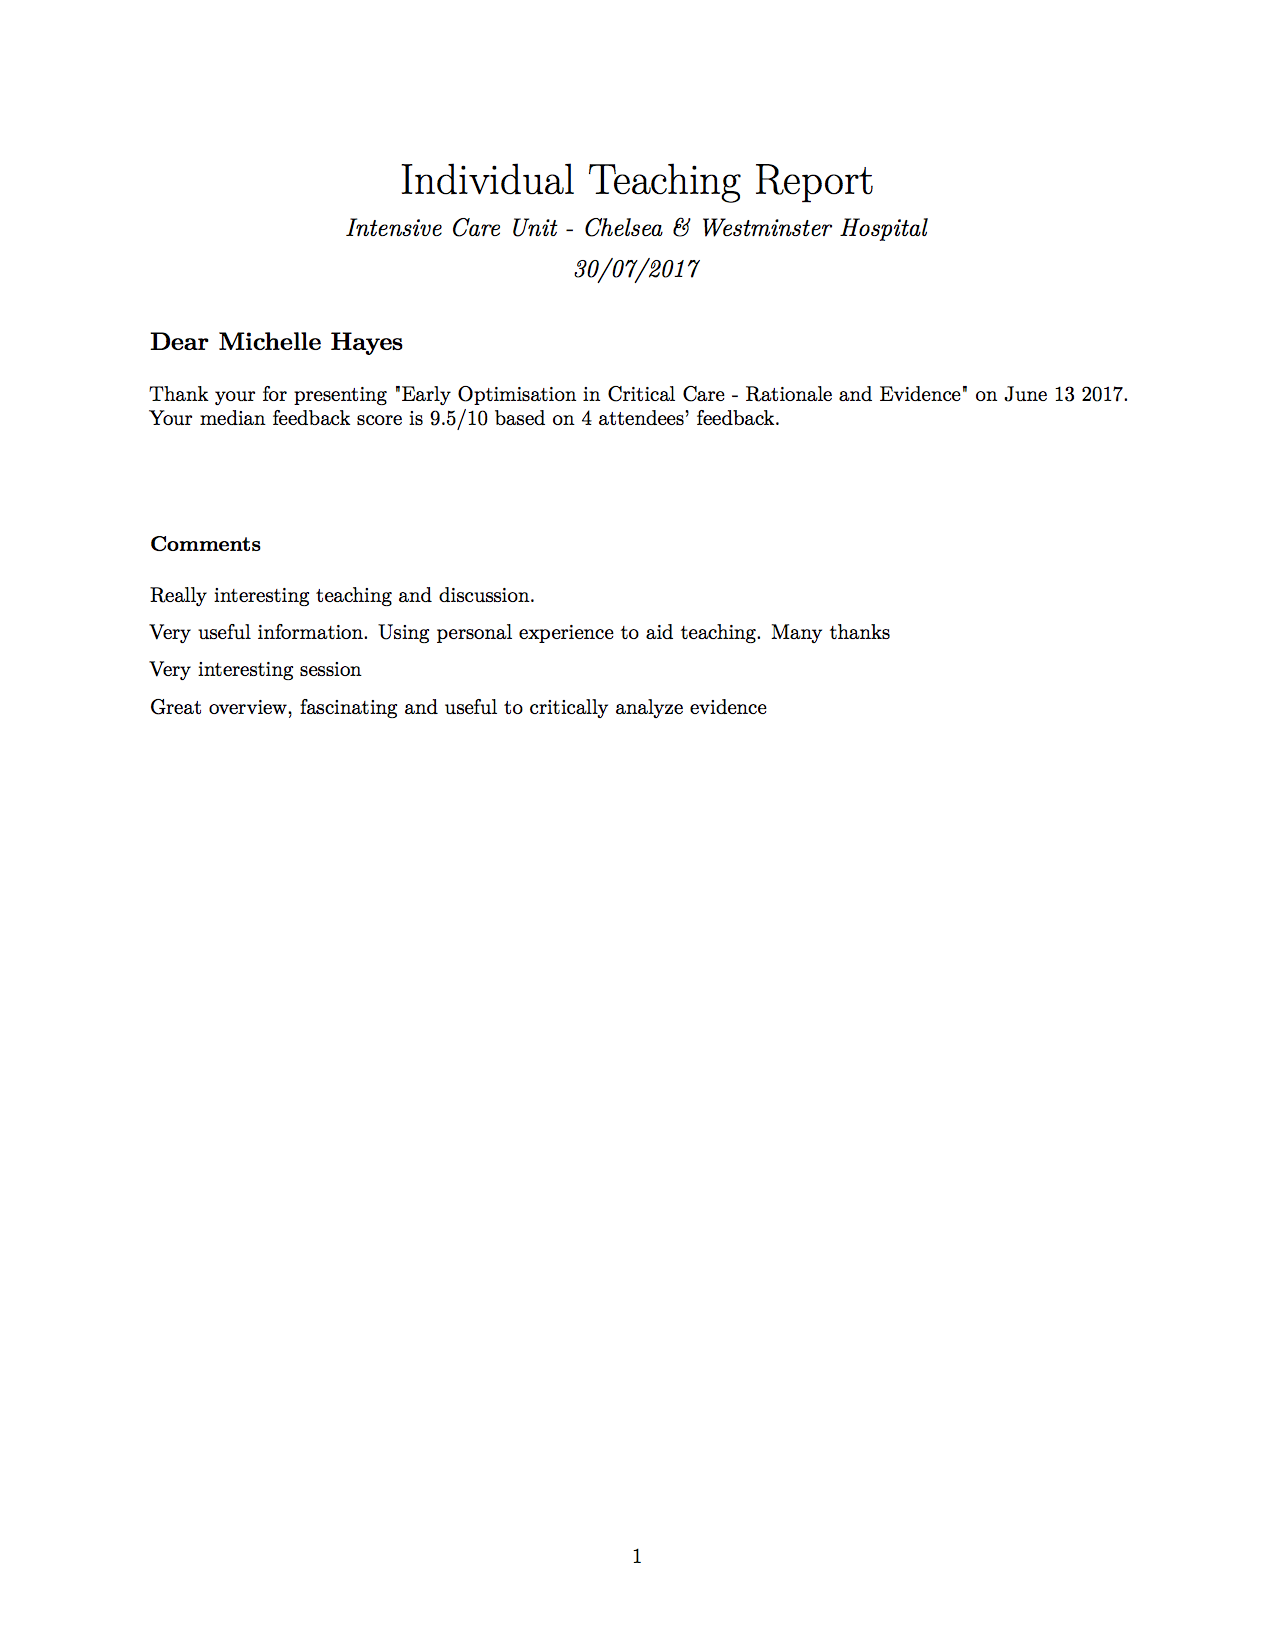 Individual Teaching Report
Intensive Care Unit - Chelsea & Westminster Hospital
30/07/2017
Dear Michelle Hayes
Thank your for presenting "Early Optimisation in Critical Care - Rationale and Evidence" on June 13 2017.
Your median feedback score is 9.5/10 based on 4 attendees' feedback.
Comments
Really interesting teaching and discussion.
Very useful information. Using personal experience to aid teaching. Many thanks
Very interesting session
Great overview, fascinating and useful to critically analyze evidence
1